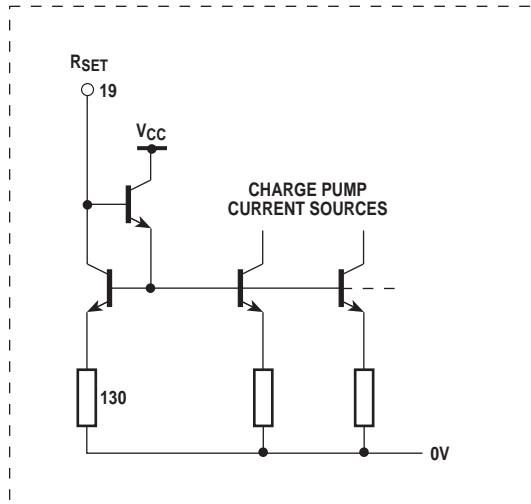 RSET
19
VCC
CHARGE PUMP
CURRENT SOURCES
130
0V